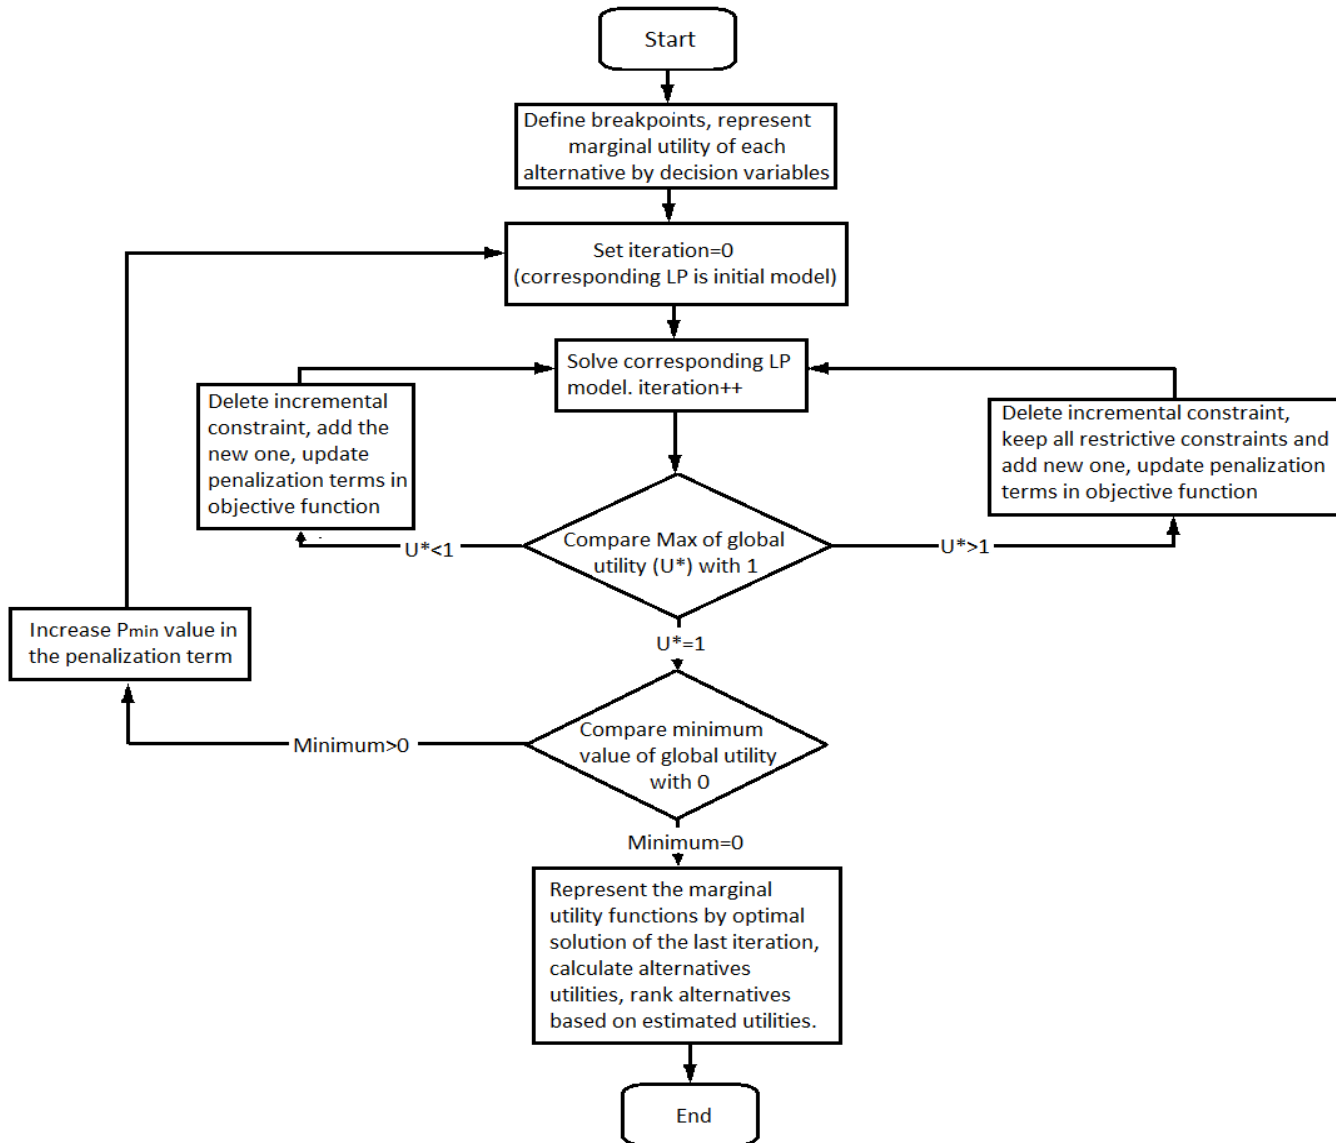 Start
Define breakpoints, represent
marginal utility of each
alternative by decision variables
Set iteration=0
(corresponding LP is initial model)
Solve corresponding LP
model. iteration++
Delete incremental
constraint, add the
new one, update
penalization terms in
objective function
Delete incremental constraint,
keep all restrictive constraints and
add new one, update penalization
terms in objective function
U*<1
Compare Max of global
utility (U*) with 1
U*>1
Increase Pmin value in
the penalization term
U*=1
Minimum>0
Compare minimum
value of global utility
with 0
Minimum=0
Represent the marginal
utility functions by optimal
solution of the last iteration,
calculate alternatives
utilities, rank alternatives
based on estimated utilities.
End